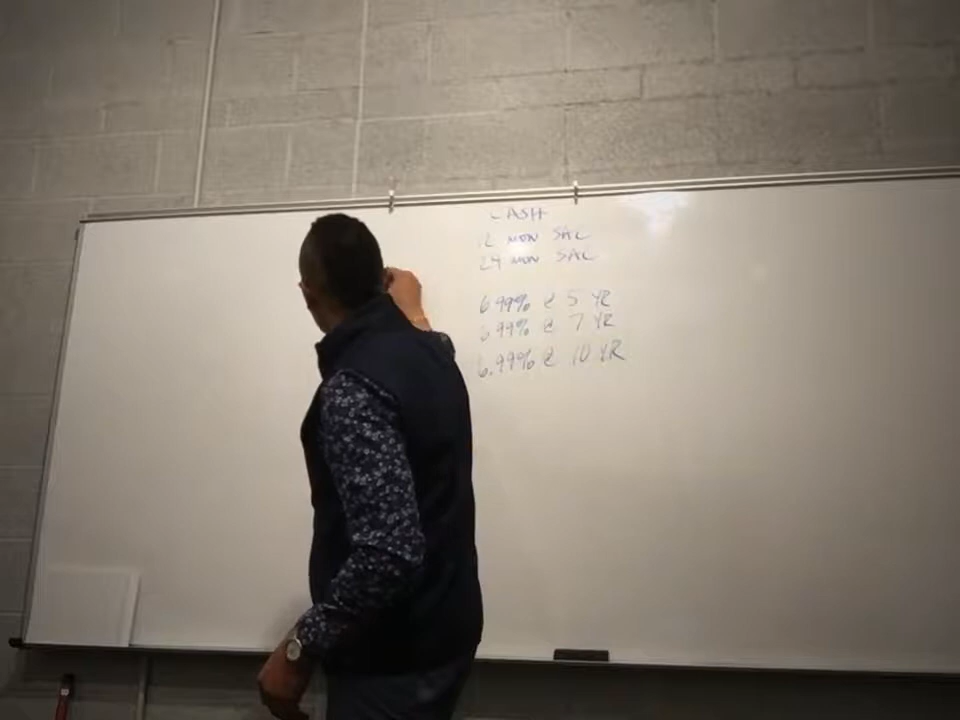 CASH
12 MON SAC
24 MON SAC
6.99% @ 5 YR
6.99% @ 7 YR
6.99% @ 10 YR